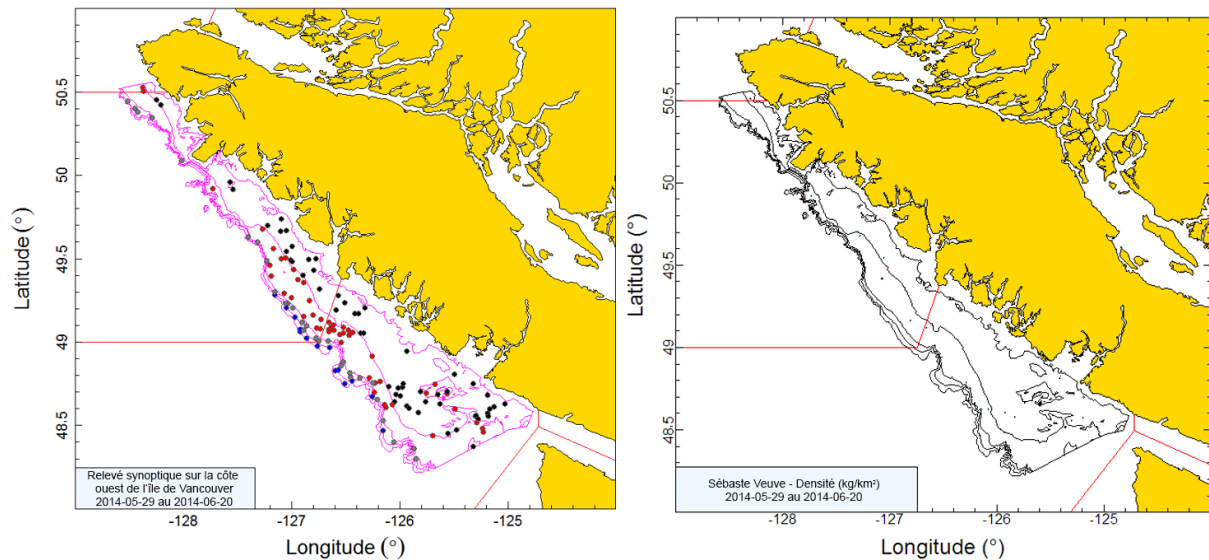 50.5
50
49.5
49
48.5
Latitude (°)
Relevé synoptique sur la côte
ouest de l'île de Vancouver
2014-05-29 au 2014-06-20
-128
-127
-126
-125
Longitude (°)
50.5
50
49.5
49
48.5
Latitude (°)
Sébaste Veuve - Densité (kg/km²)
2014-05-29 au 2014-06-20
-128
-127
-126
-125
Longitude (°)